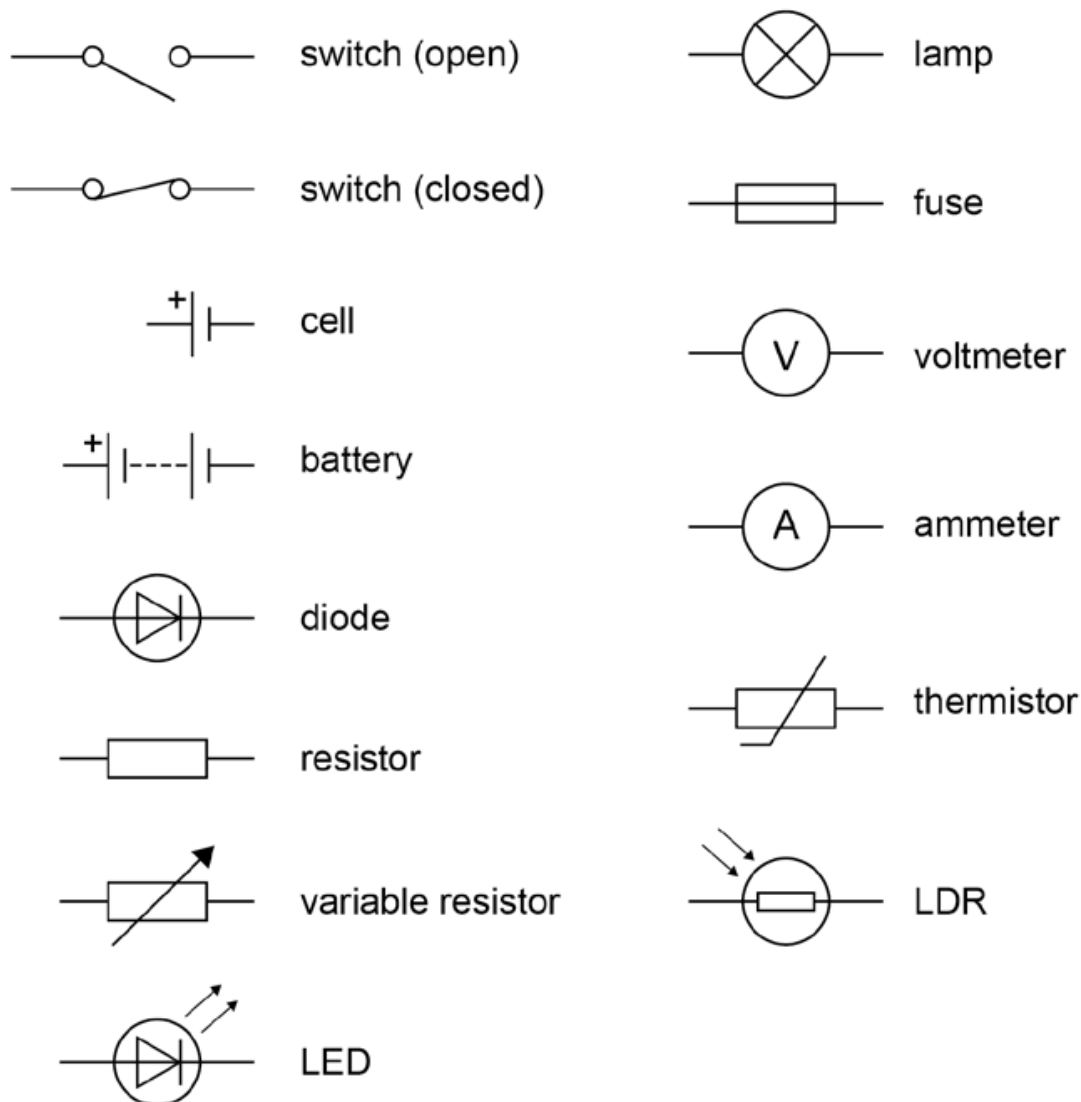 switch (open)
switch (closed)
+
cell
+
battery
diode
resistor
variable resistor
LED
lamp
fuse
V
voltmeter
A
ammeter
thermistor
LDR